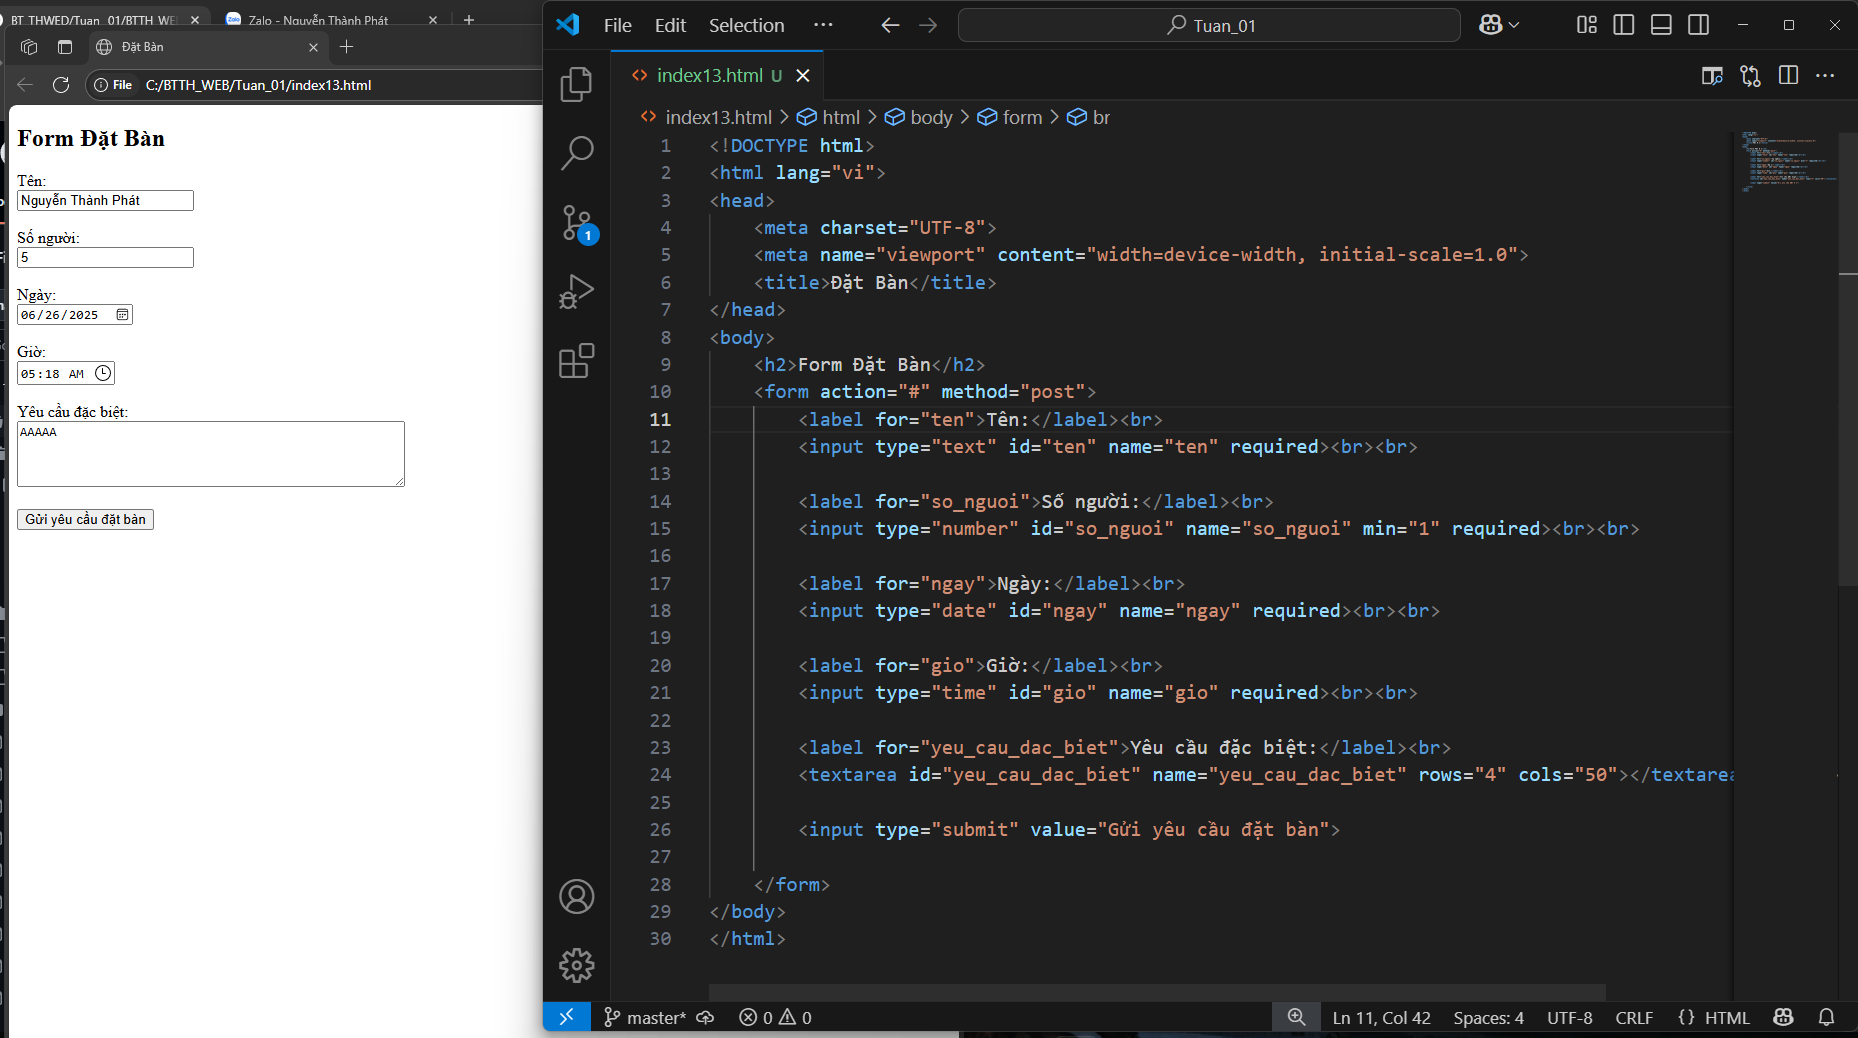 BT_THWED/Tuan_01/BTTH_WE
Zalo - Nguyễn Thành Phát
Đặt Bàn
File C:/BTTH_WEB/Tuan_01/index13.html
Form Đặt Bàn
Tên:
Nguyễn Thành Phát
Số người:
5
Ngày:
06/26/2025
Giờ:
05:18 AM
Yêu cầu đặc biệt:
AAAAA
Gửi yêu cầu đặt bàn
File Edit Selection ··· Tuan_01
index13.html U
index13.html > html > body > form > br
1 <!DOCTYPE html>
2 <html lang="vi">
3 <head>
4 <meta charset="UTF-8">
5 <meta name="viewport" content="width=device-width, initial-scale=1.0">
6 <title>Đặt Bàn</title>
7 </head>
8 <body>
9 <h2>Form Đặt Bàn</h2>
10 <form action="#" method="post">
11 <label for="ten">Tên:</label><br>
12 <input type="text" id="ten" name="ten" required><br><br>
13
14 <label for="so_nguoi">Số người:</label><br>
15 <input type="number" id="so_nguoi" name="so_nguoi" min="1" required><br><br>
16
17 <label for="ngay">Ngày:</label><br>
18 <input type="date" id="ngay" name="ngay" required><br><br>
19
20 <label for="gio">Giờ:</label><br>
21 <input type="time" id="gio" name="gio" required><br><br>
22
23 <label for="yeu_cau_dac_biet">Yêu cầu đặc biệt:</label><br>
24 <textarea id="yeu_cau_dac_biet" name="yeu_cau_dac_biet" rows="4" cols="50"></textarea
25
26 <input type="submit" value="Gửi yêu cầu đặt bàn">
27
28 </form>
29 </body>
30 </html>
1
master* 0 0 Ln 11, Col 42 Spaces: 4 UTF-8 CRLF {} HTML